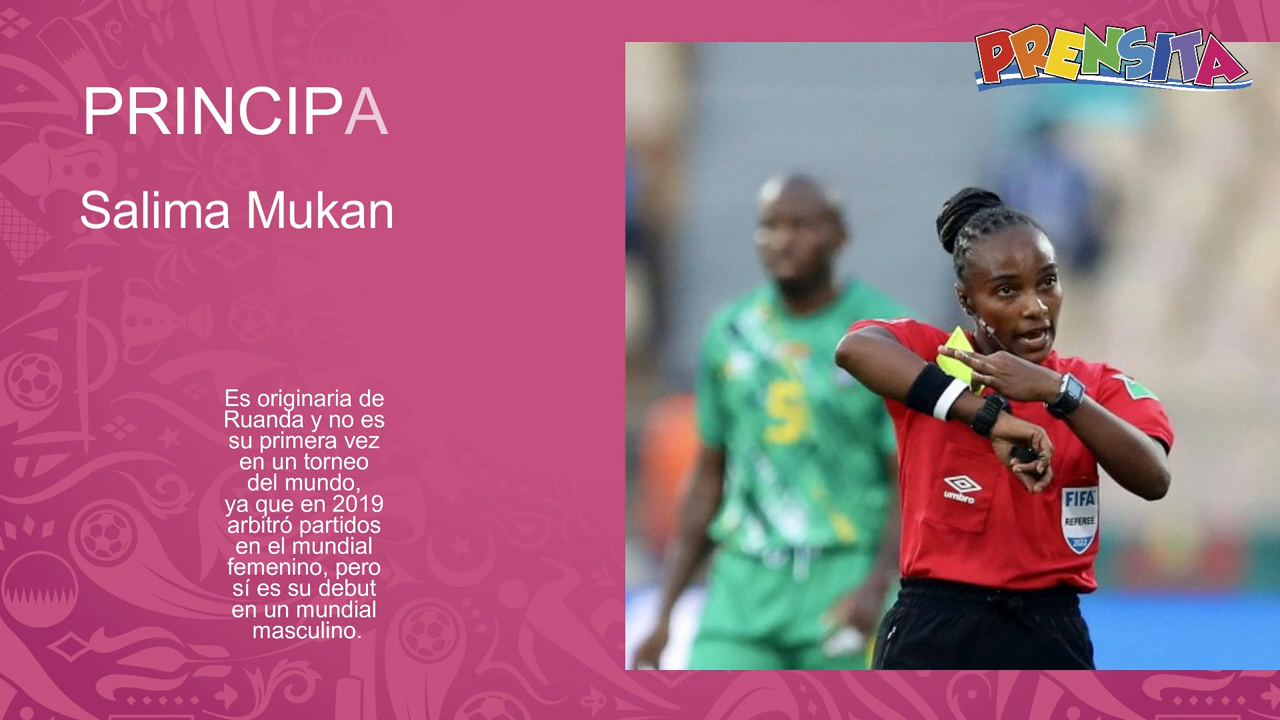 PRENSITA
PRINCIPA
Salima Mukan
Es originaria de
Ruanda y no es
su primera vez
en un torneo
del mundo,
ya que en 2019
arbitró partidos
en el mundial
femenino, pero
sí es su debut
en un mundial
masculino.
5
umbro
FIFA
REFEREE
2022